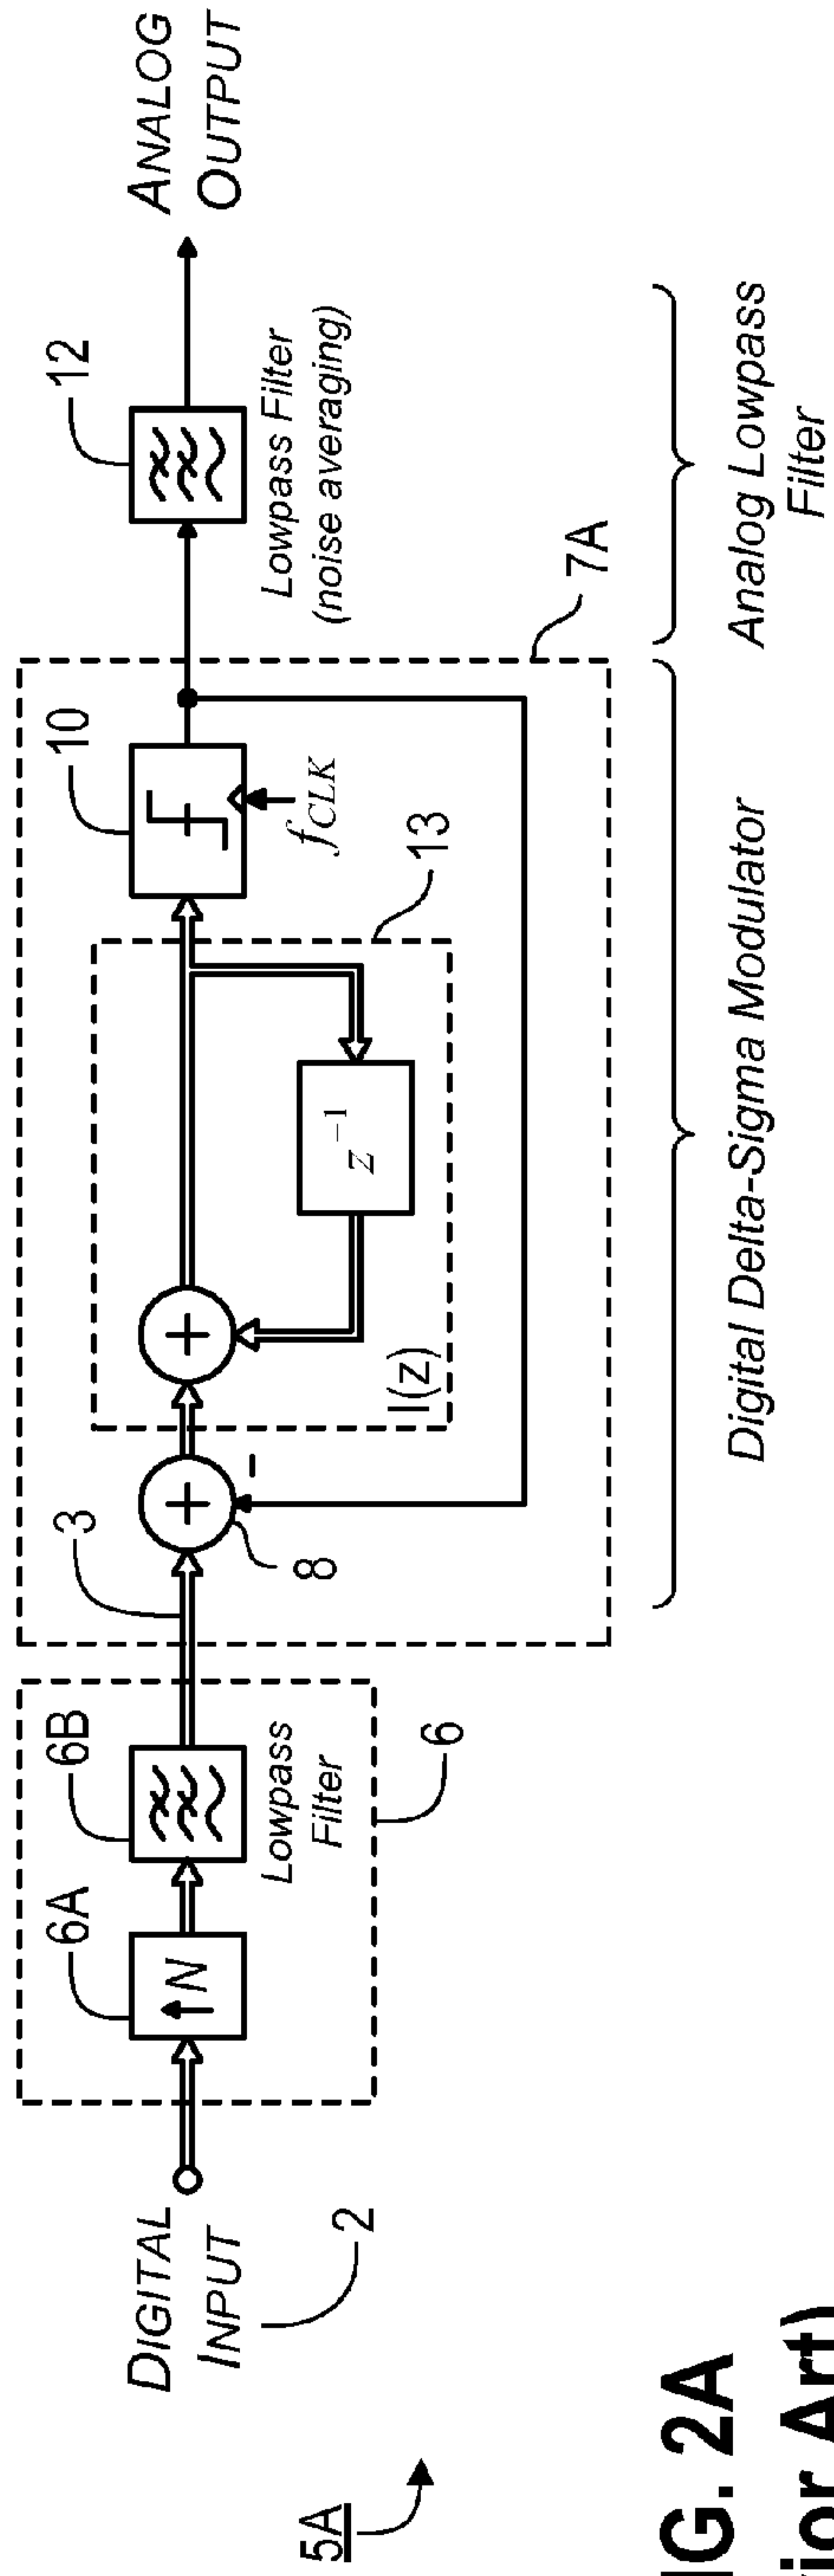 DIGITAL
INPUT
2
6A
N
6B
Lowpass
Filter
6
3
8
+
-
+
I(z)
z⁻¹
13
10
fCLK
7A
12
Lowpass Filter
(noise averaging)
ANALOG
OUTPUT
Digital Delta-Sigma Modulator
Analog Lowpass
Filter
5A
IG. 2A
ior Art)